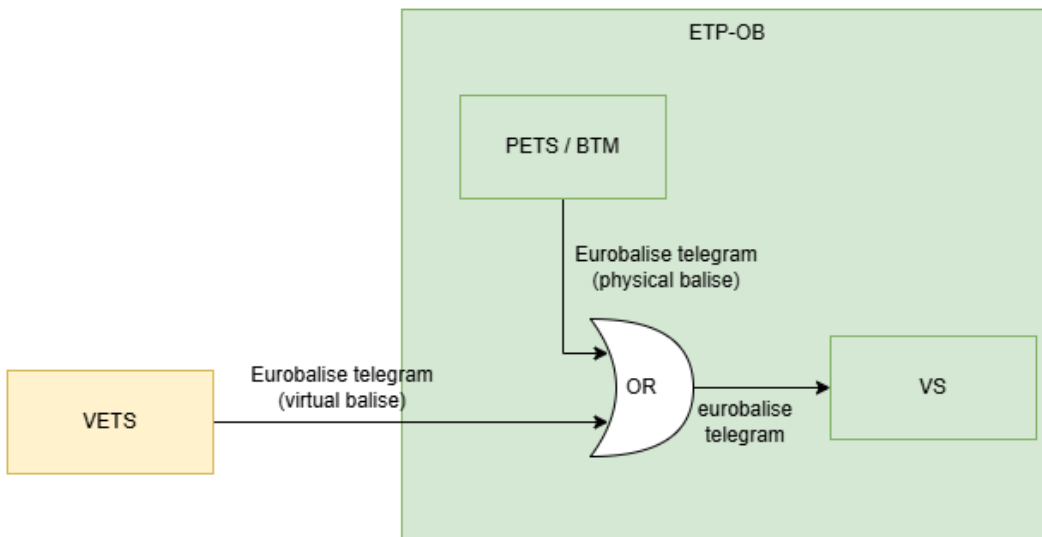 ETP-OB
PETS / BTM
Eurobalise telegram
(physical balise)
Eurobalise telegram
(virtual balise)
VETS
OR
eurobalise
telegram
VS